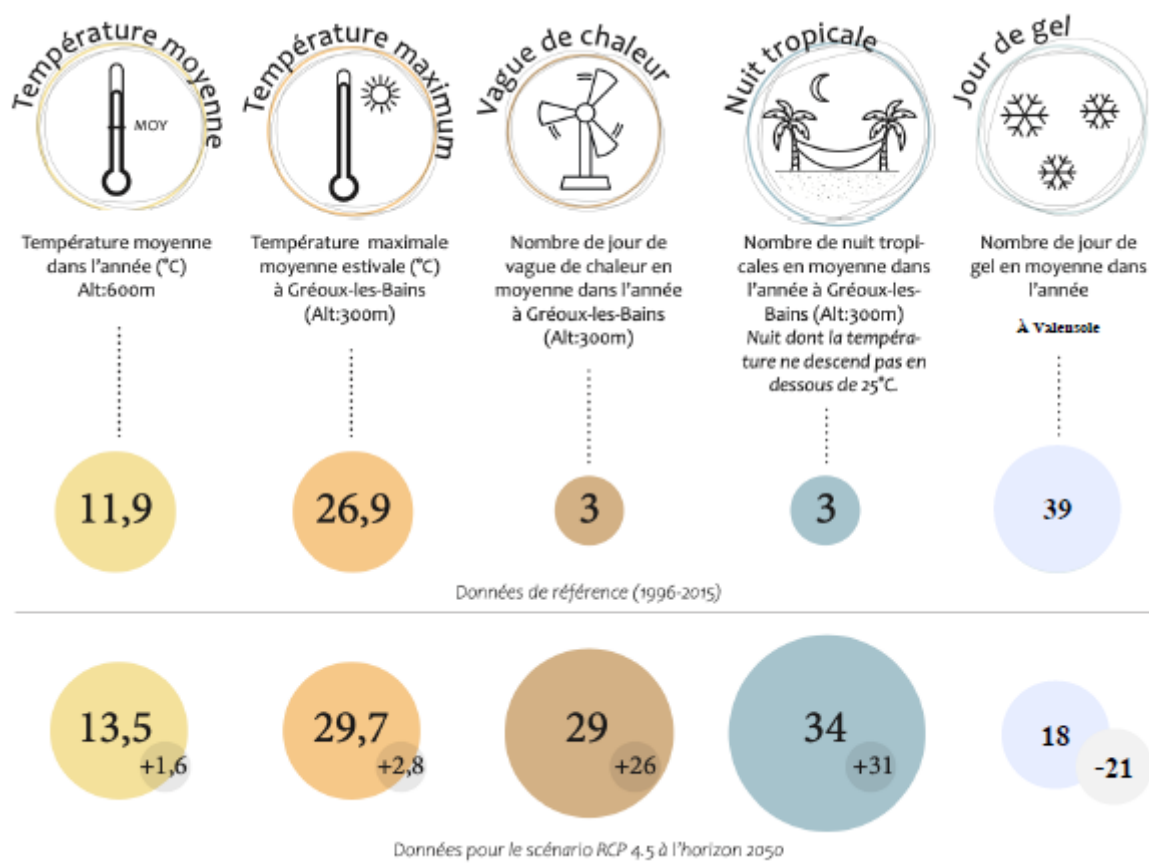 Température moyenne
MOY
Température moyenne
dans l'année (°C)
Alt:600m
Température maximum
Température maximale
moyenne estivale (°C)
à Gréoux-les-Bains
(Alt:300m)
Vague de chaleur
Nombre de jour de
vague de chaleur en
moyenne dans l'année
à Gréoux-les-Bains
(Alt:300m)
Nuit tropicale
Nombre de nuit tropi-
cales en moyenne dans
l'année à Gréoux-les-
Bains (Alt:300m)
Nuit dont la tempéra-
ture ne descend pas en
dessous de 25°C.
Jour de gel
Nombre de jour de
gel en moyenne dans
l'année
À Valensole
11,9
26,9
3
3
39
Données de référence (1996-2015)
13,5
+1,6
29,7
+2,8
29
+26
34
+31
18
-21
Données pour le scénario RCP 4.5 à l'horizon 2050